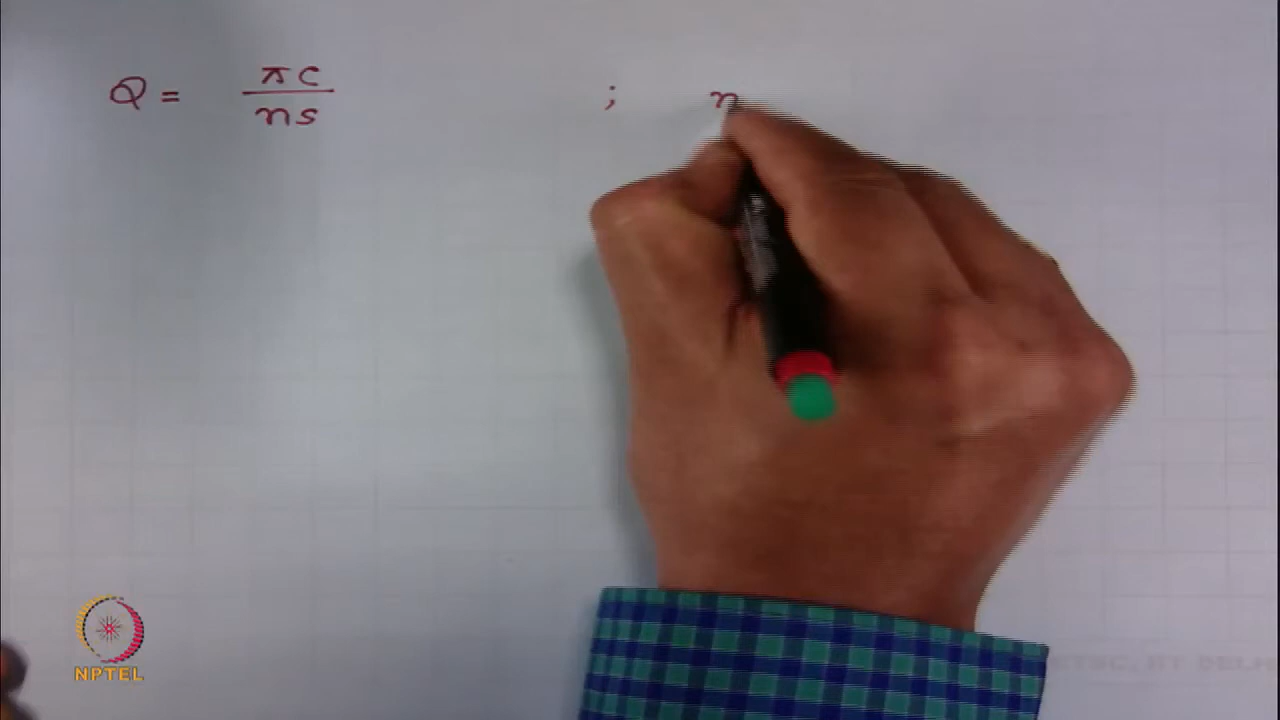 Q = πc / ns ; n
NPTEL